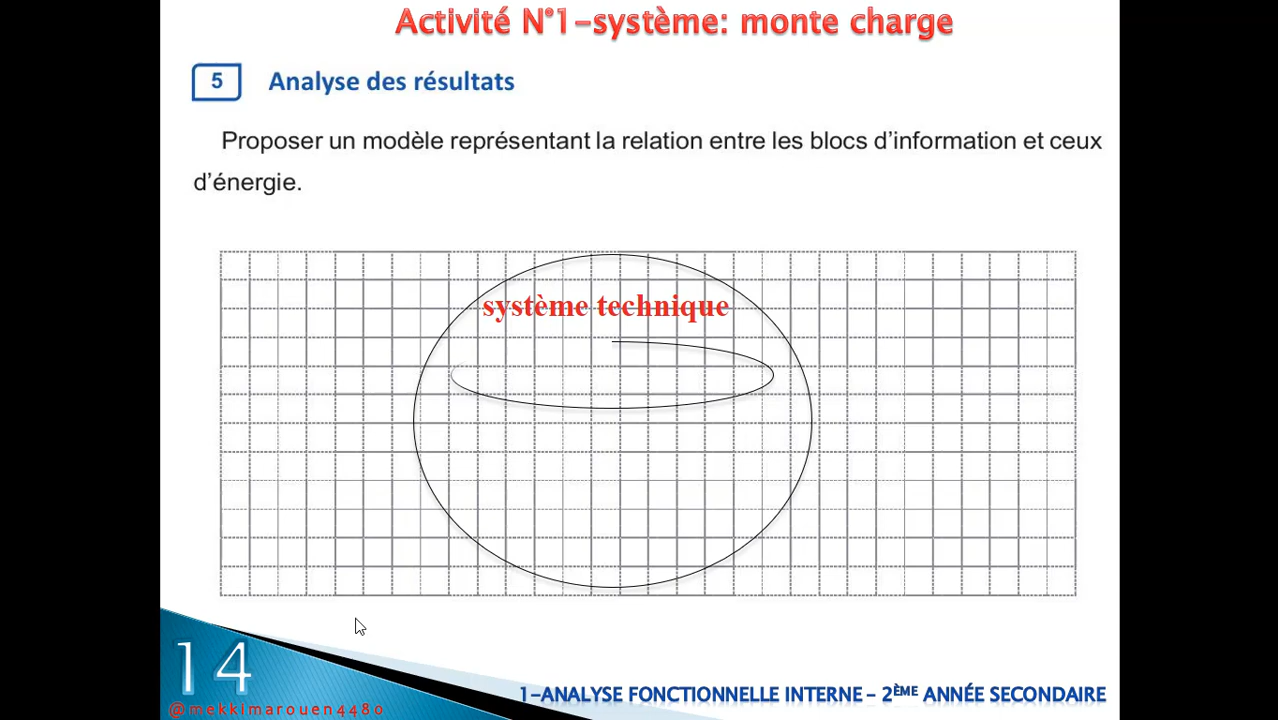 Activité N°1-système: monte charge
5 Analyse des résultats
Proposer un modèle représentant la relation entre les blocs d’information et ceux
d’énergie.
système technique
14
@mekkimarouen4480
1-ANALYSE FONCTIONNELLE INTERNE - 2ÈME ANNÉE SECONDAIRE